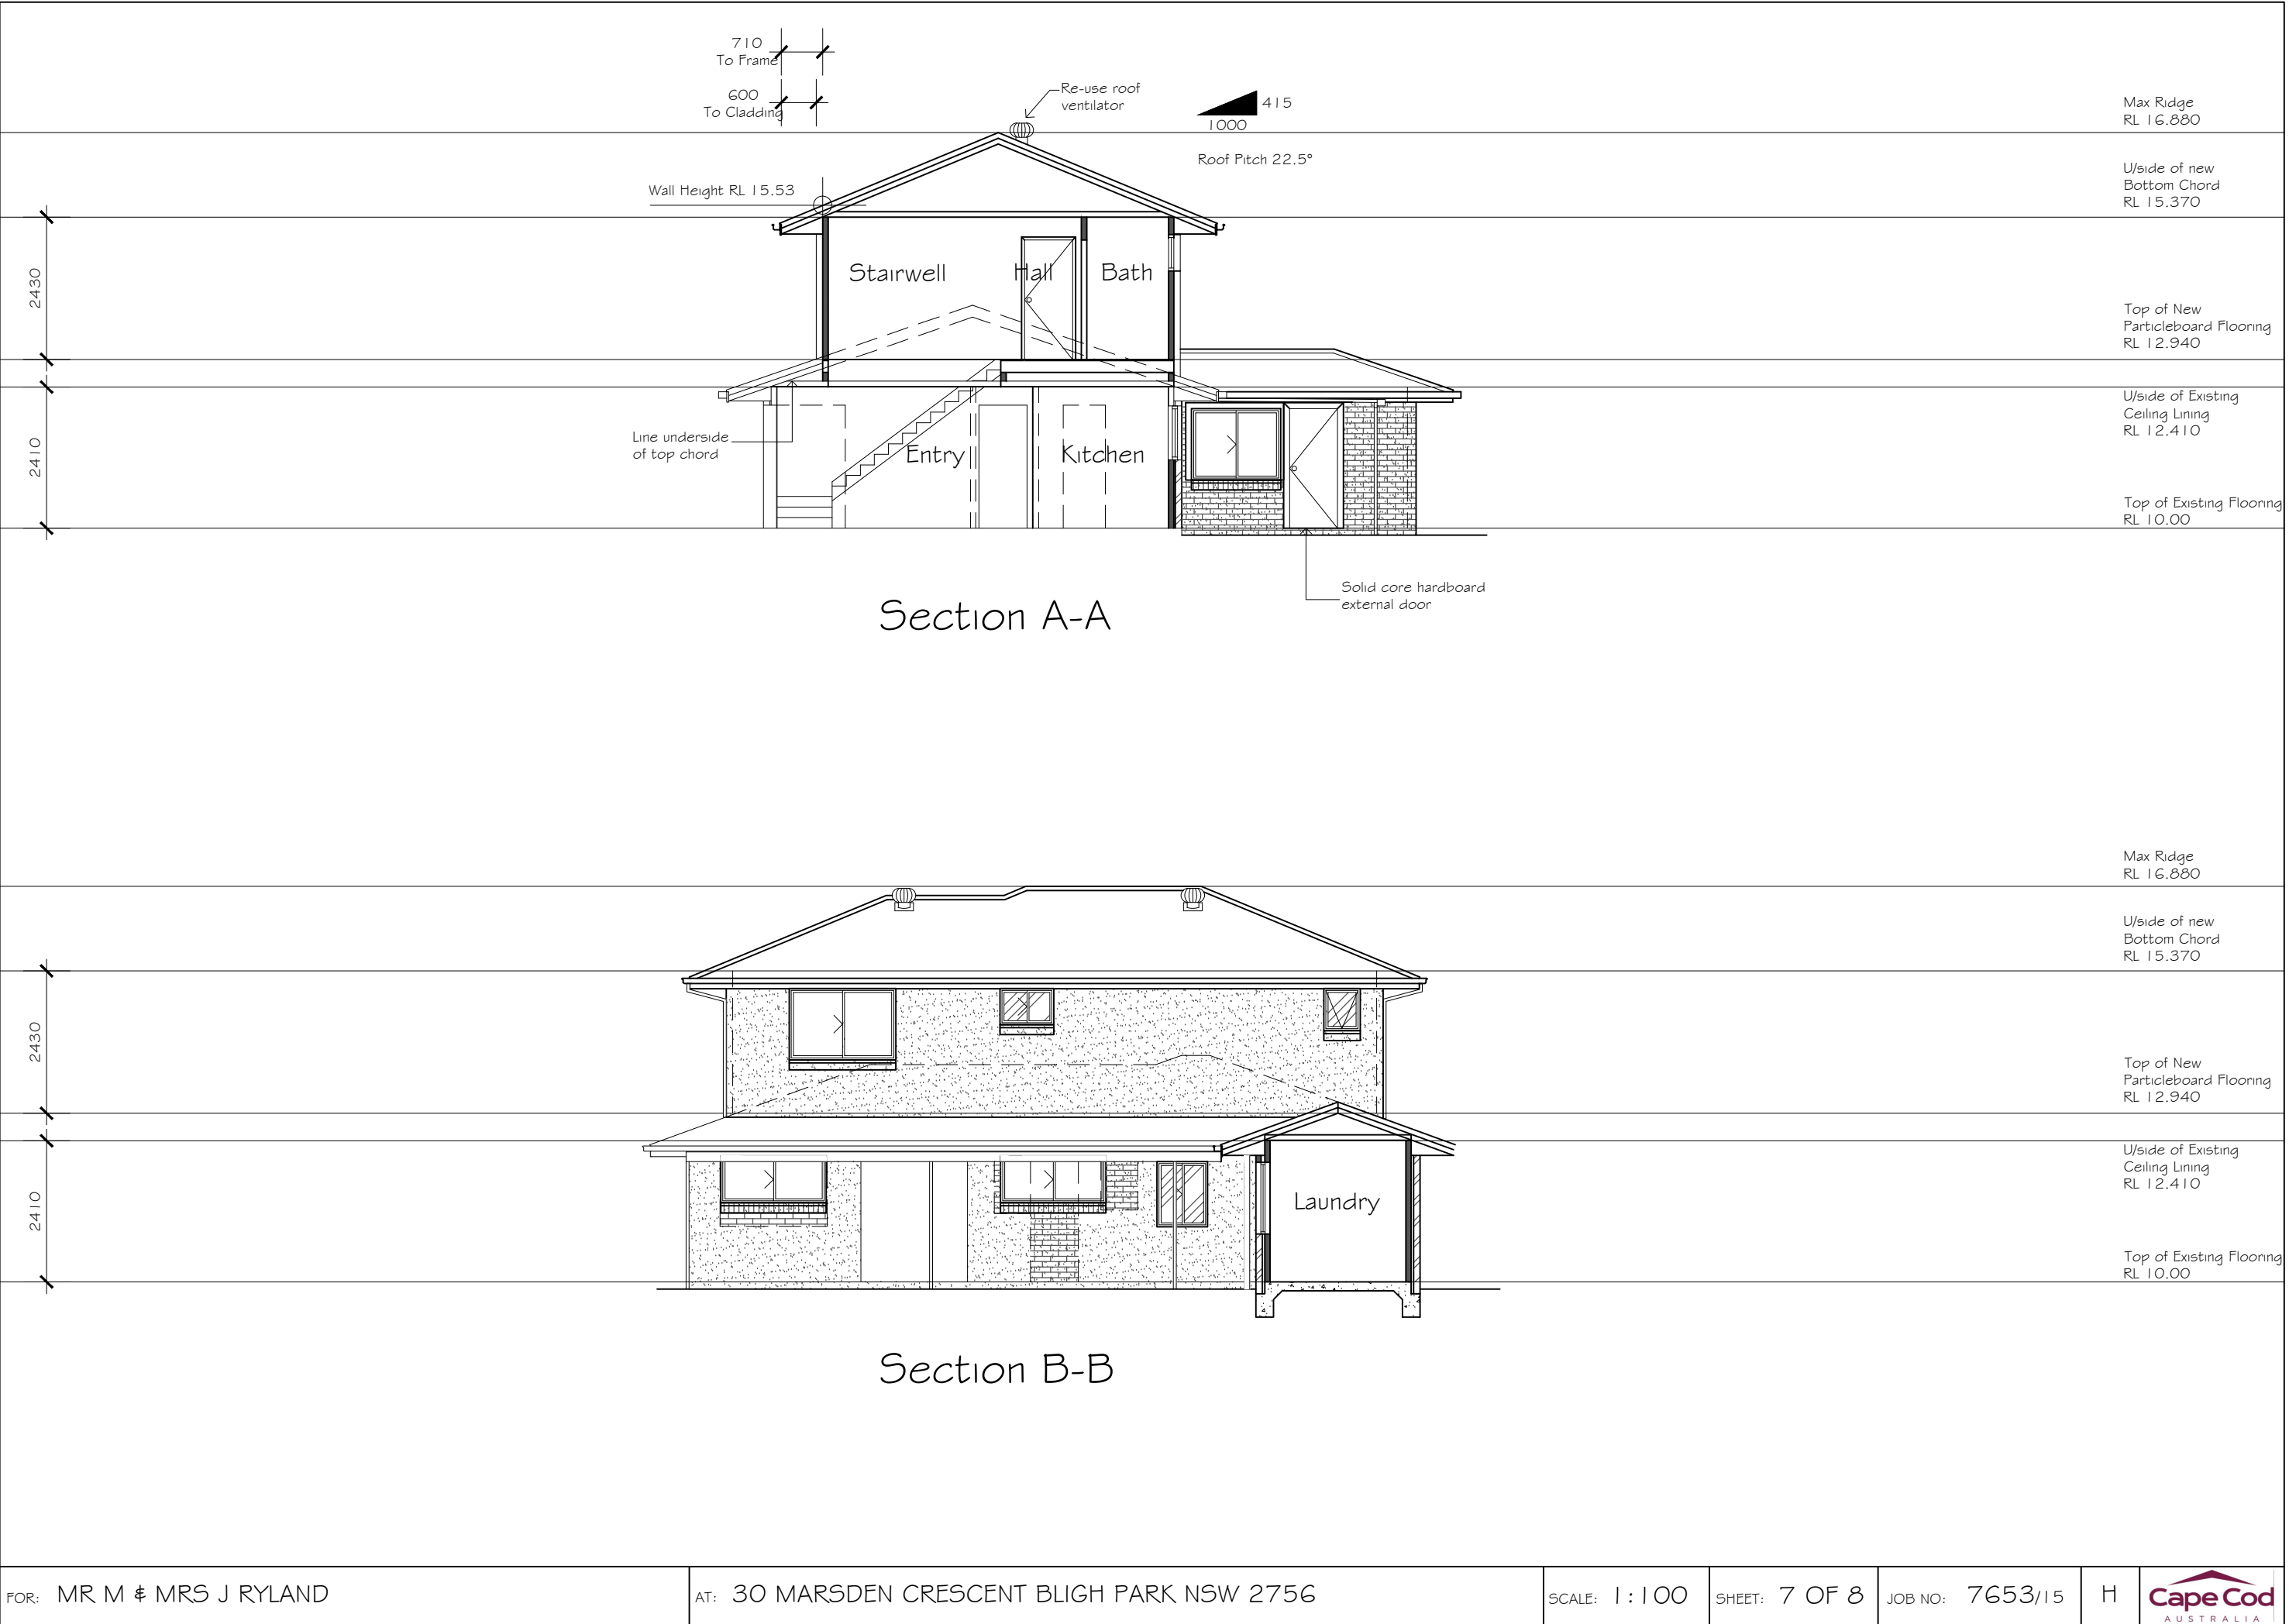 710
To Frame
600
To Cladding
Re-use roof
ventilator
415
1000
Roof Pitch 22.5°
Max Ridge
RL 16.880
Wall Height RL 15.53
U/side of new
Bottom Chord
RL 15.370
2430
Stairwell
Hall
Bath
Top of New
Particleboard Flooring
RL 12.940
U/side of Existing
Ceiling Lining
RL 12.410
2410
Line underside
of top chord
Entry
Kitchen
Top of Existing Flooring
RL 10.00
Solid core hardboard
external door
Section A-A
Max Ridge
RL 16.880
U/side of new
Bottom Chord
RL 15.370
2430
Top of New
Particleboard Flooring
RL 12.940
U/side of Existing
Ceiling Lining
RL 12.410
2410
Laundry
Top of Existing Flooring
RL 10.00
Section B-B
FOR: MR M & MRS J RYLAND
AT: 30 MARSDEN CRESCENT BLIGH PARK NSW 2756
SCALE: 1:100
SHEET: 7 OF 8
JOB NO: 7653/15
H
Cape Cod
AUSTRALIA